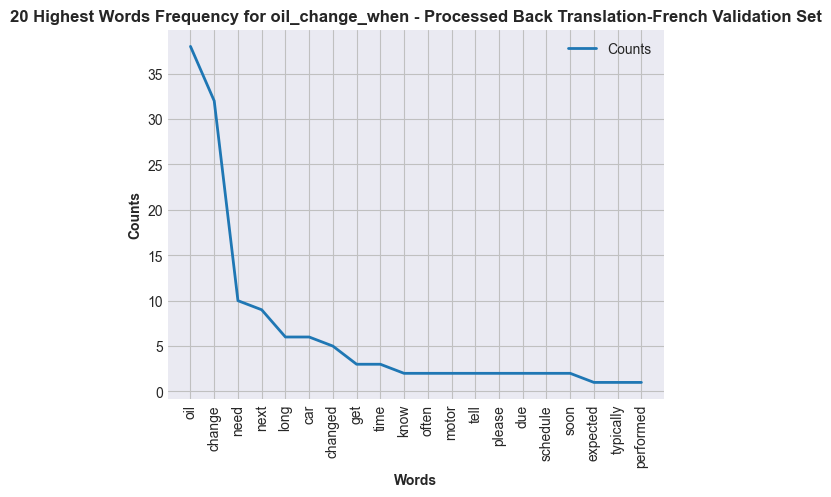 20 Highest Words Frequency for oil_change_when - Processed Back Translation-French Validation Set
Counts
35
30
25
20
15
10
5
0
Counts
oil
change
need
next
long
car
changed
get
time
know
often
motor
tell
please
due
schedule
soon
expected
typically
performed
Words